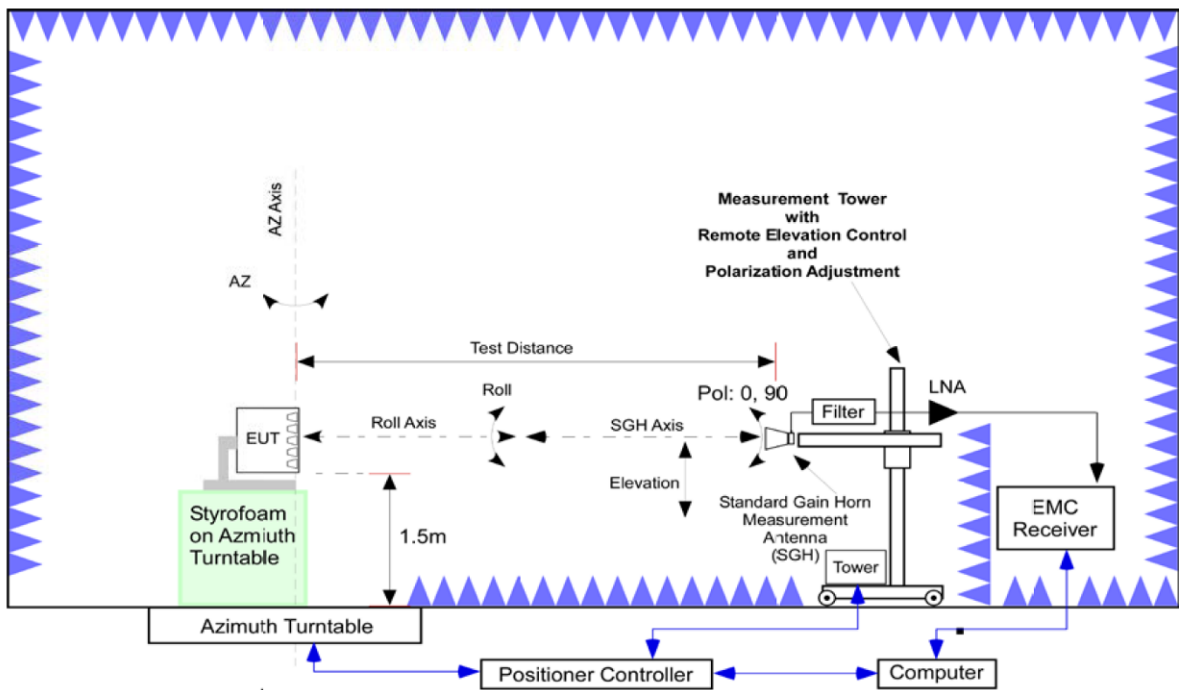 AZ Axis
AZ
Measurement Tower
with
Remote Elevation Control
and
Polarization Adjustment
Test Distance
Roll
Pol: 0, 90
LNA
Filter
EUT
Roll Axis
SGH Axis
Elevation
Standard Gain Horn
Measurement
Antenna
(SGH)
EMC
Receiver
Styrofoam
on Azmiuth
Turntable
1.5m
Tower
Azimuth Turntable
Positioner Controller
Computer